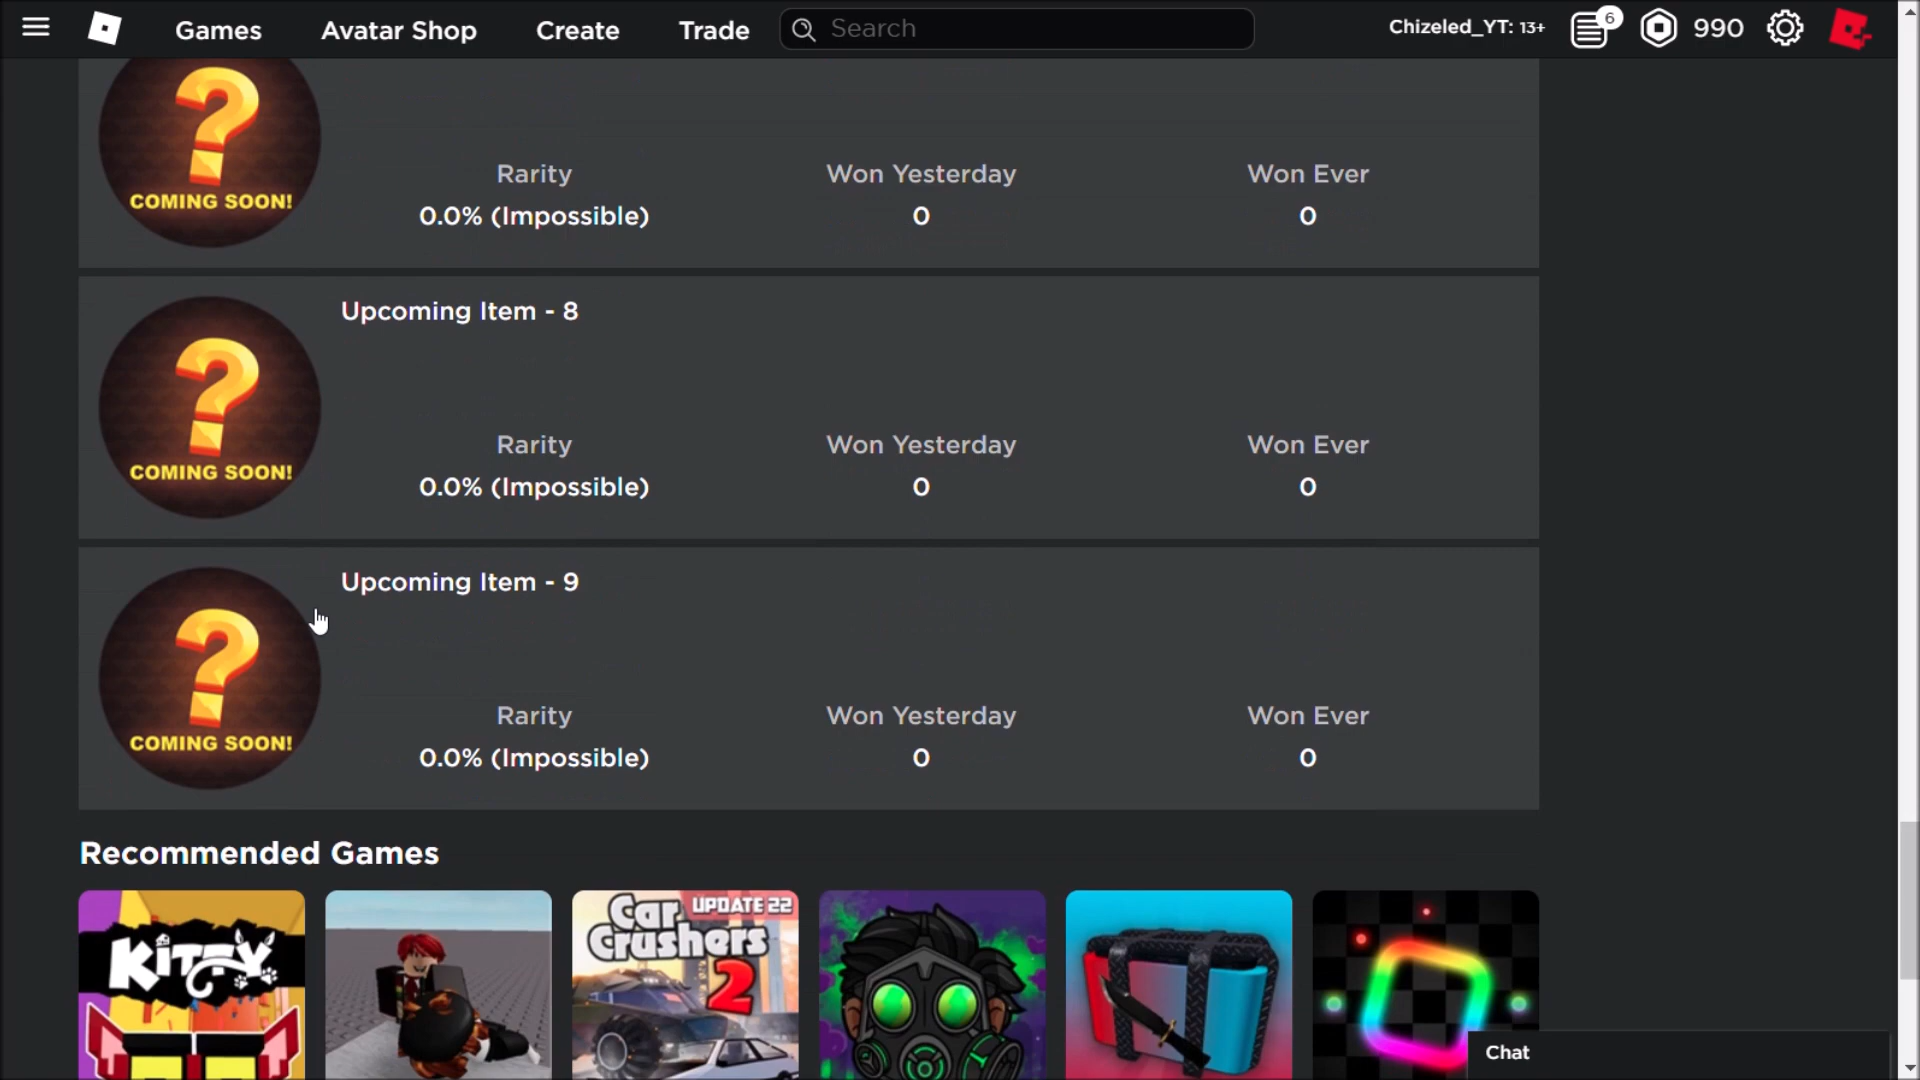 Games
Avatar Shop
Create
Trade
Search
Chizeled_YT: 13+
6
990
COMING SOON!
Rarity
Won Yesterday
Won Ever
0.0% (Impossible)
0
0
Upcoming Item - 8
COMING SOON!
Rarity
Won Yesterday
Won Ever
0.0% (Impossible)
0
0
Upcoming Item - 9
COMING SOON!
Rarity
Won Yesterday
Won Ever
0.0% (Impossible)
0
0
Recommended Games
KiTTY
Car
Crushers
2
UPDATE 22
Chat